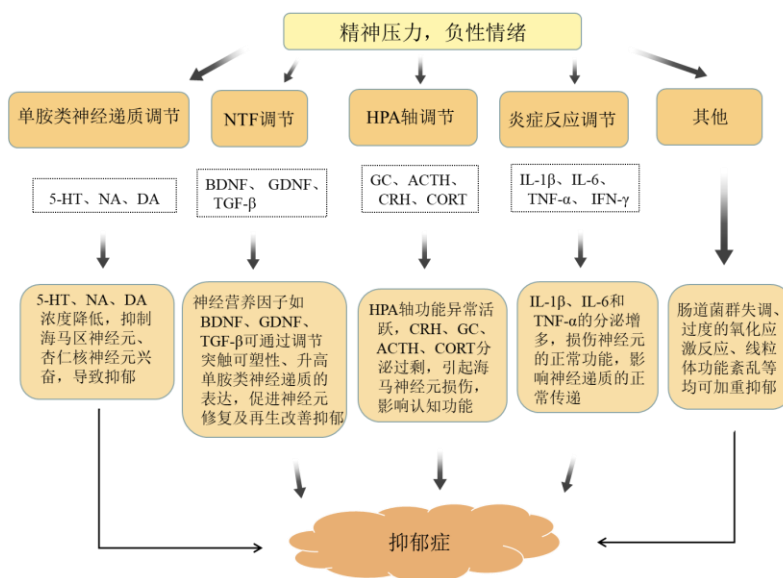 精神压力，负性情绪
单胺类神经递质调节
NTF调节
HPA轴调节
炎症反应调节
其他
5-HT、NA、DA
BDNF、 GDNF、
TGF-β
GC、ACTH、
CRH、CORT
IL-1β、IL-6、
TNF-α、 IFN-γ
5-HT、NA、DA
浓度降低，抑制
海马区神经元、
杏仁核神经元兴
奋，导致抑郁
神经营养因子如
BDNF、GDNF、
TGF-β可通过调节
突触可塑性、升高
单胺类神经递质的
表达，促进神经元
修复及再生改善抑郁
HPA轴功能异常活
跃，CRH、GC、
ACTH、CORT分
泌过剩，引起海
马神经元损伤，
影响认知功能
IL-1β、IL-6和
TNF-α的分泌增
多，损伤神经元
的正常功能，影
响神经递质的正
常传递
肠道菌群失调、
过度的氧化应
激反应、线粒
体功能紊乱等
均可加重抑郁
抑郁症